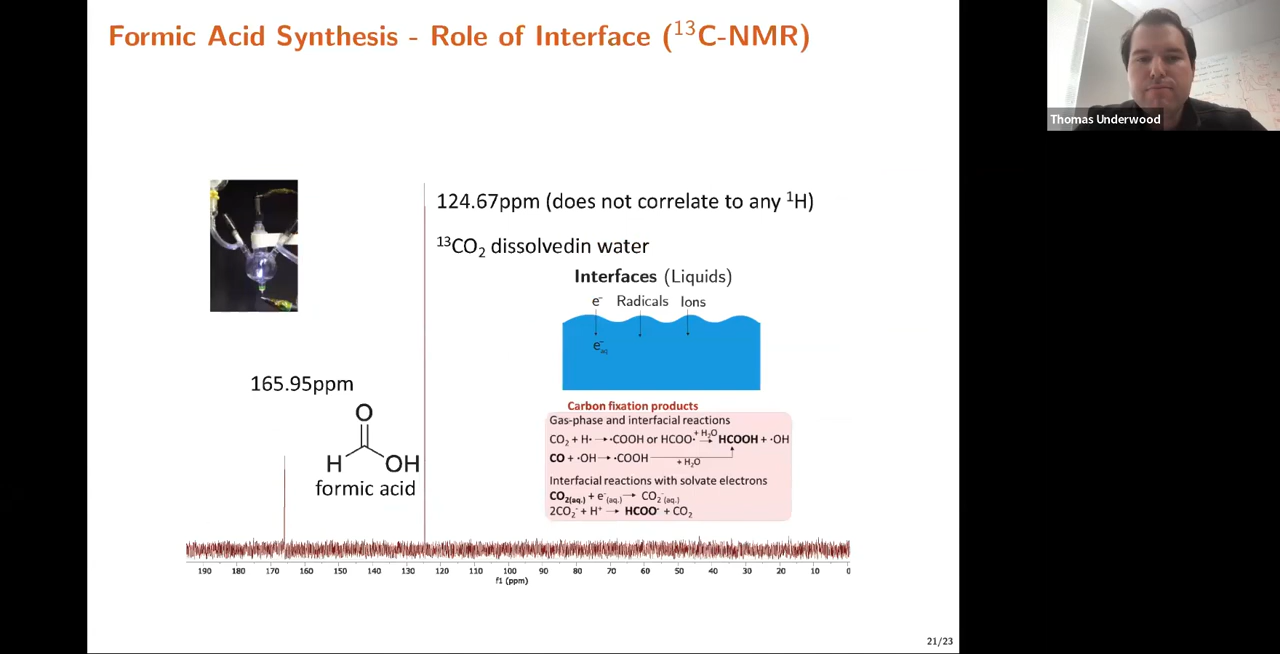 Formic Acid Synthesis - Role of Interface (¹³C-NMR)
Thomas Underwood
124.67ppm (does not correlate to any ¹H)
¹³CO₂ dissolvedin water
Interfaces (Liquids)
e⁻ Radicals Ions
e⁻aq
165.95ppm
O
H OH
formic acid
Carbon fixation products
Gas-phase and interfacial reactions
CO₂ + H· → ·COOH or HCOO· + H₂O → HCOOH + ·OH
CO + ·OH → ·COOH + H₂O
Interfacial reactions with solvate electrons
CO₂(aq.) + e⁻(aq.) → CO₂⁻(aq.)
2CO₂⁻ + H⁺ → HCOO⁻ + CO₂
190 180 170 160 150 140 130 120 110 100 90 80 70 60 50 40 30 20 10 0
f1 (ppm)
21/23